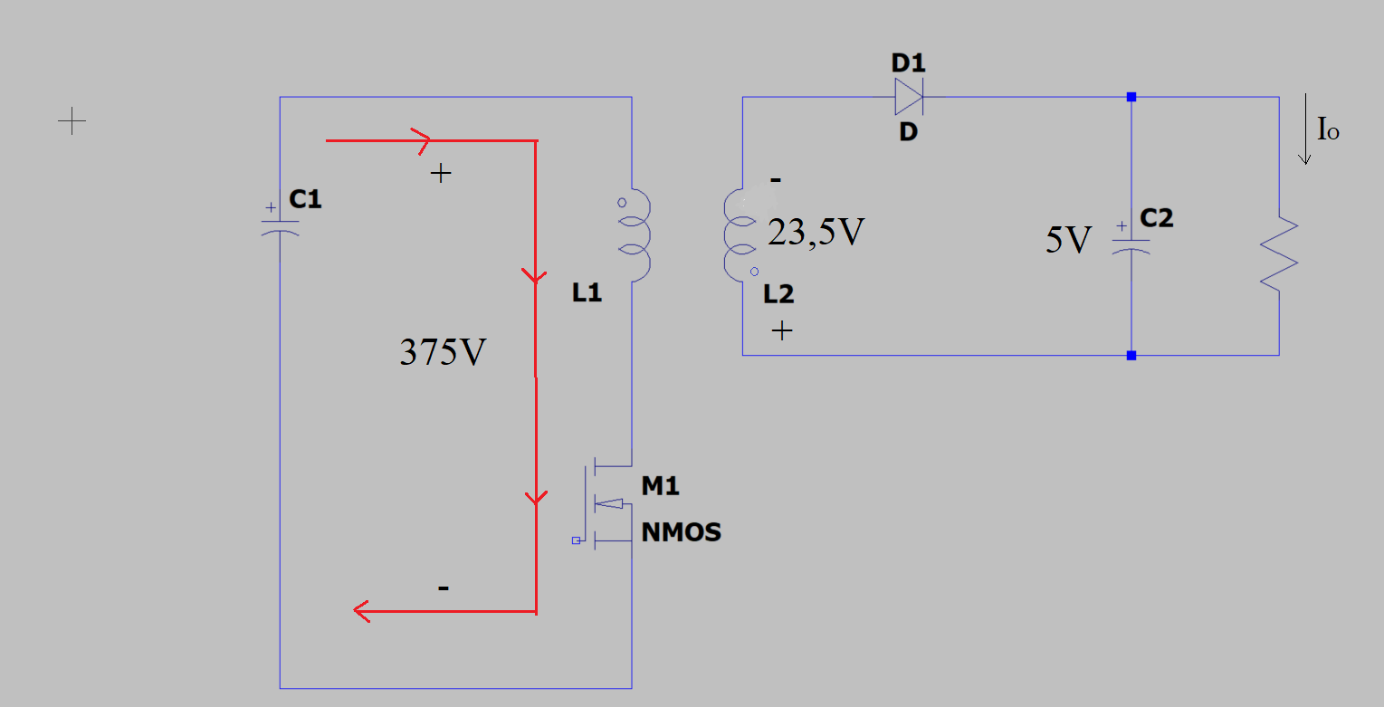 D1
D
Io
+
+
C1
-
23,5V
5V
+
C2
L1
L2
+
375V
M1
NMOS
-